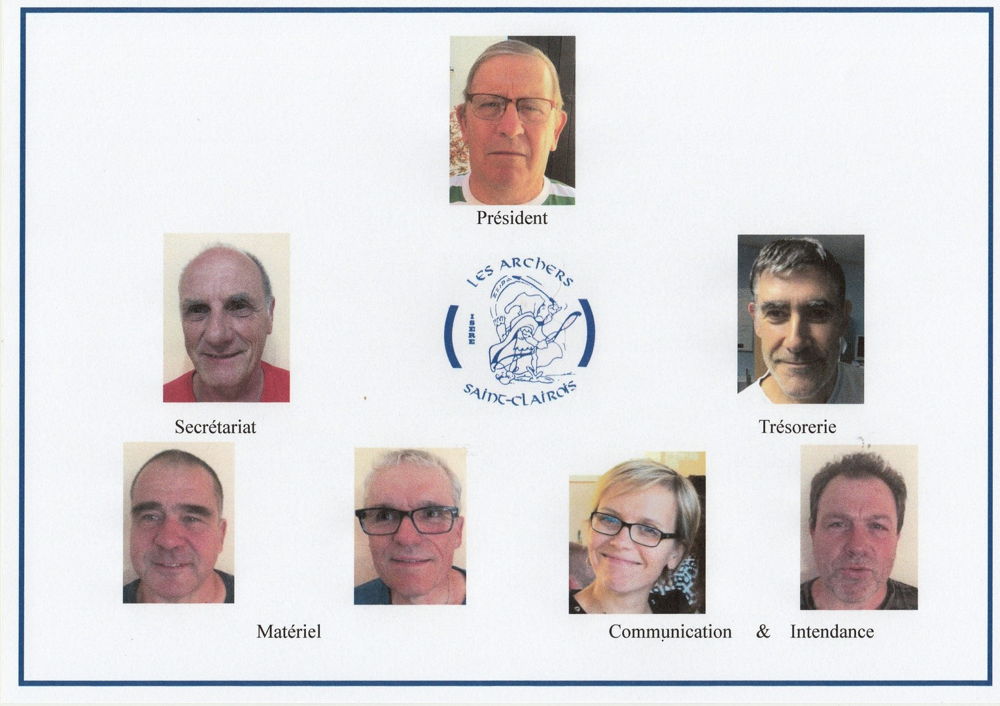 Président
LES ARCHERS
ISERE
SAINT-CLAIROIS
Secrétariat
Trésorerie
Matériel
Communication & Intendance